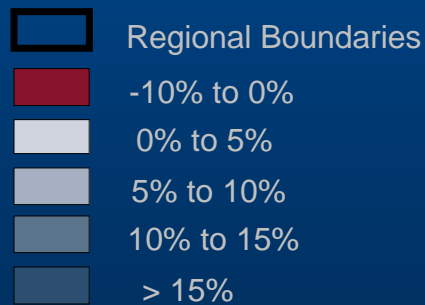 Regional Boundaries
-10% to 0%
0% to 5%
5% to 10%
10% to 15%
> 15%